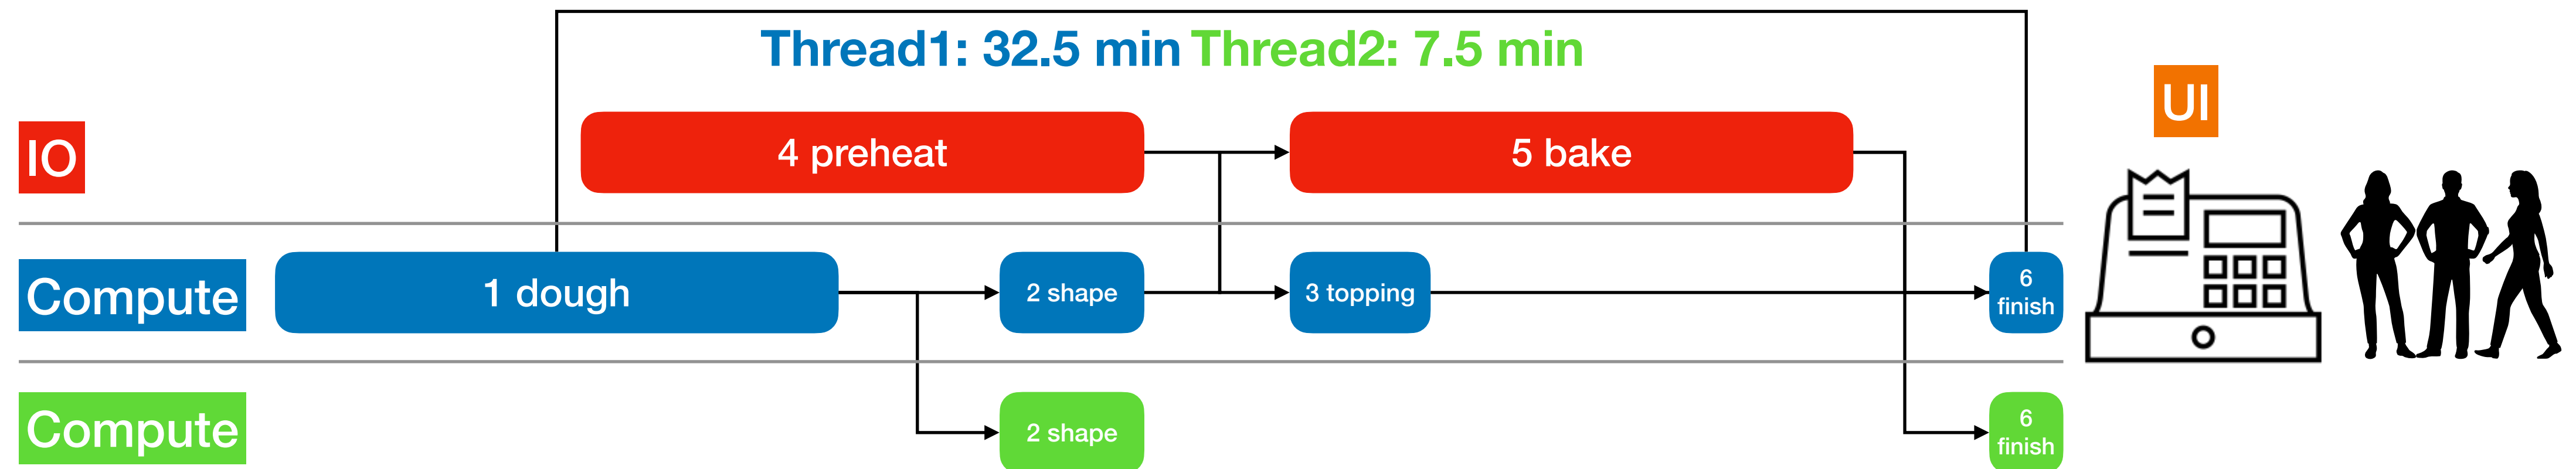 Thread1: 32.5 min Thread2: 7.5 min
UI
IO
4 preheat
5 bake
Compute
1 dough
2 shape
3 topping
6
finish
Compute
2 shape
6
finish